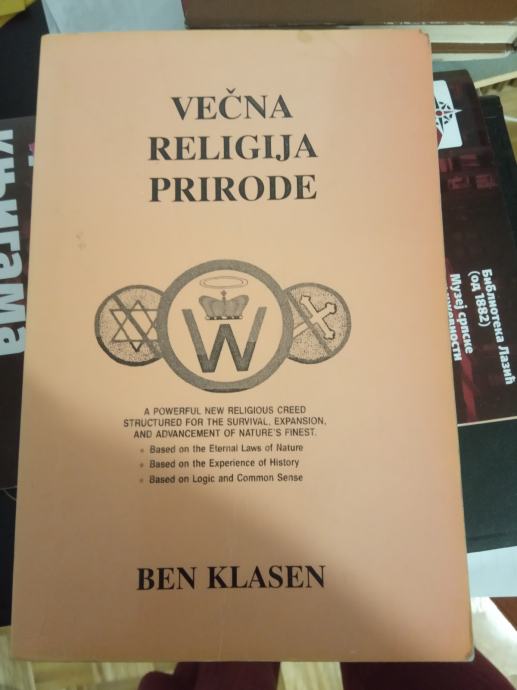 VEČNA
RELIGIJA
PRIRODE
W
A POWERFUL NEW RELIGIOUS CREED
STRUCTURED FOR THE SURVIVAL, EXPANSION,
AND ADVANCEMENT OF NATURE'S FINEST.
Based on the Eternal Laws of Nature
Based on the Experience of History
Based on Logic and Common Sense
BEN KLASEN
књигама
Библиотека Лазић
(од 1882)
Музеј српске